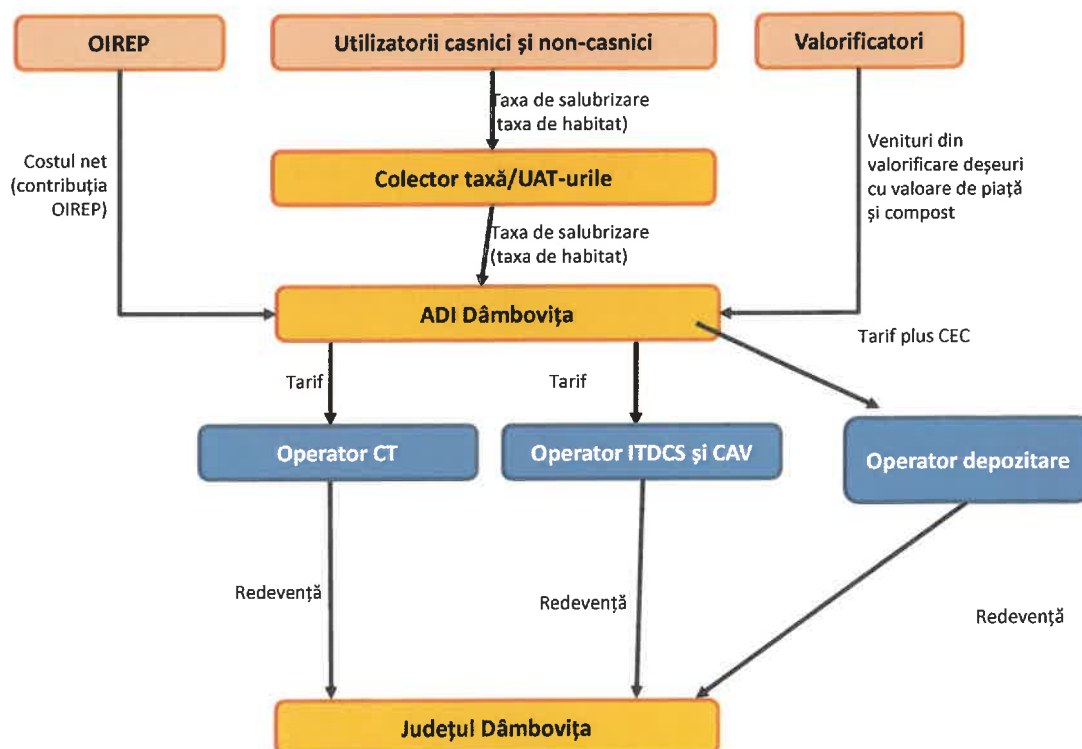 OIREP
Utilizatorii casnici și non-casnici
Valorificatori
Taxa de salubrizare
(taxa de habitat)
Costul net
(contribuția
OIREP)
Venituri din
valorificare deșeuri
cu valoare de piață
și compost
Colector taxă/UAT-urile
Taxa de salubrizare
(taxa de habitat)
ADI Dâmbovița
Tarif plus CEC
Tarif
Tarif
Operator CT
Operator ITDCS și CAV
Operator depozitare
Redevență
Redevență
Redevență
Județul Dâmbovița